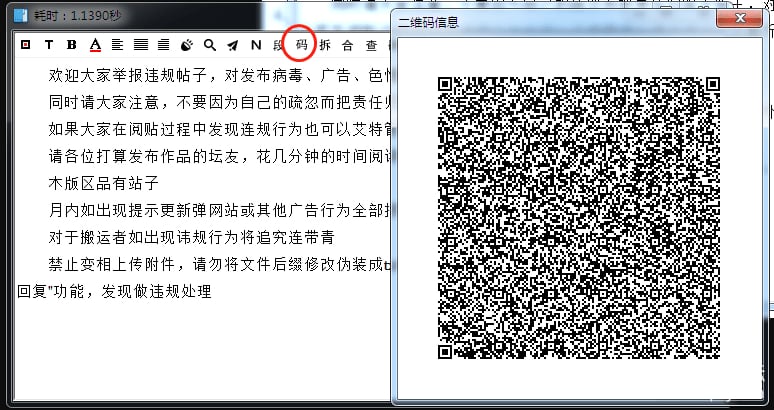 耗时：1.1390秒
二维码信息
T B A N 段 码 拆 合 查
欢迎大家举报违规帖子，对发布病毒、广告、色
同时请大家注意，不要因为自己的疏忽而把责任
如果大家在阅贴过程中发现连规行为也可以艾特
请各位打算发布作品的坛友，花几分钟的时间阅
木版区品有站子
月内如出现提示更新弹网站或其他广告行为全部
对于搬运者如出现讳规行为将追究连带青
禁止变相上传附件，请勿将文件后缀修改伪装成
回复"功能，发现做违规处理